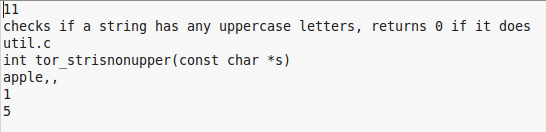 11
checks if a string has any uppercase letters, returns 0 if it does
util.c
int tor_strisnonupper(const char *s)
apple,,
1
5